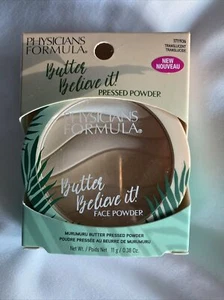 PHYSICIANS
FORMULA®
TRANSLUCENT
TRANSLUCIDE
Butter
Believe it!
PRESSED POWDER
NEW
NOUVEAU
PHYSICIANS
FORMULA
Butter
Believe it!
FACE POWDER
MURUMURU BUTTER PRESSED POWDER
POUDRE PRESSÉE AU BEURRE DE MURUMURU
Net Wt. / Poids Net 11 g / 0.38 Oz.